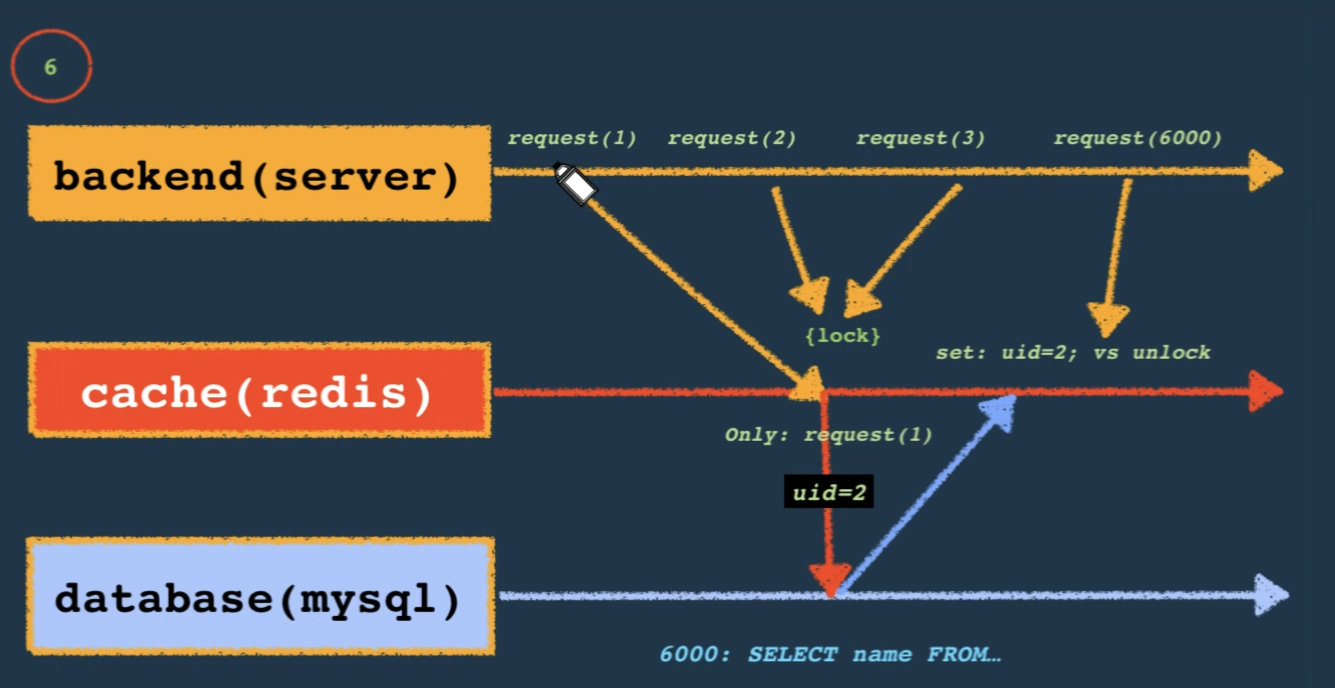 6
request(1) request(2) request(3) request(6000)
backend(server)
{lock}
set: uid=2; vs unlock
cache(redis)
Only: request(1)
uid=2
database(mysql)
6000: SELECT name FROM…